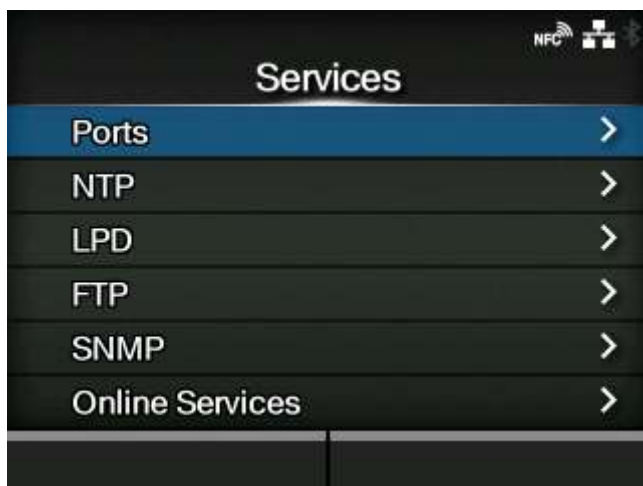 NFC
Services
Ports
NTP
LPD
FTP
SNMP
Online Services